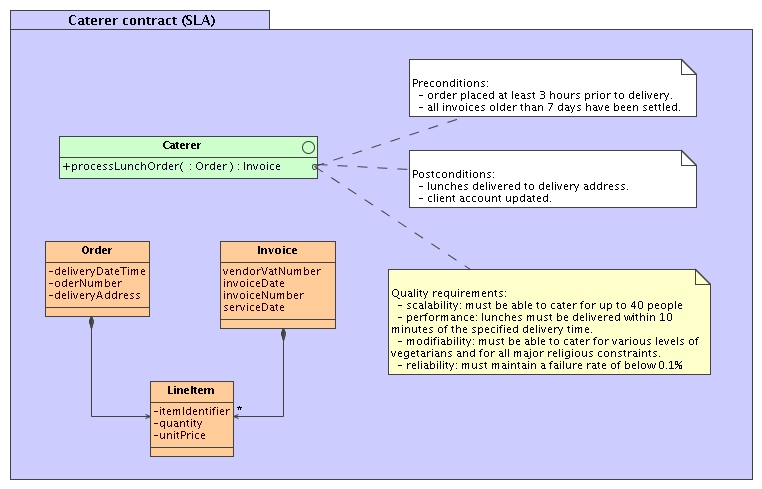 Caterer contract (SLA)
Preconditions:
- order placed at least 3 hours prior to delivery.
- all invoices older than 7 days have been settled.
Caterer
+processLunchOrder( : Order) : Invoice
Postconditions:
- lunches delivered to delivery address.
- client account updated.
Order
-deliveryDateTime
-oderNumber
-deliveryAddress
Invoice
vendorVatNumber
invoiceDate
invoiceNumber
serviceDate
Quality requirements:
- scalability: must be able to cater for up to 40 people
- performance: lunches must be delivered within 10
minutes of the specified delivery time.
- modifiability: must be able to cater for various levels of
vegetarians and for all major religious constraints.
- reliability: must maintain a failure rate of below 0.1%
LineItem
-itemIdentifier
-quantity
-unitPrice
*